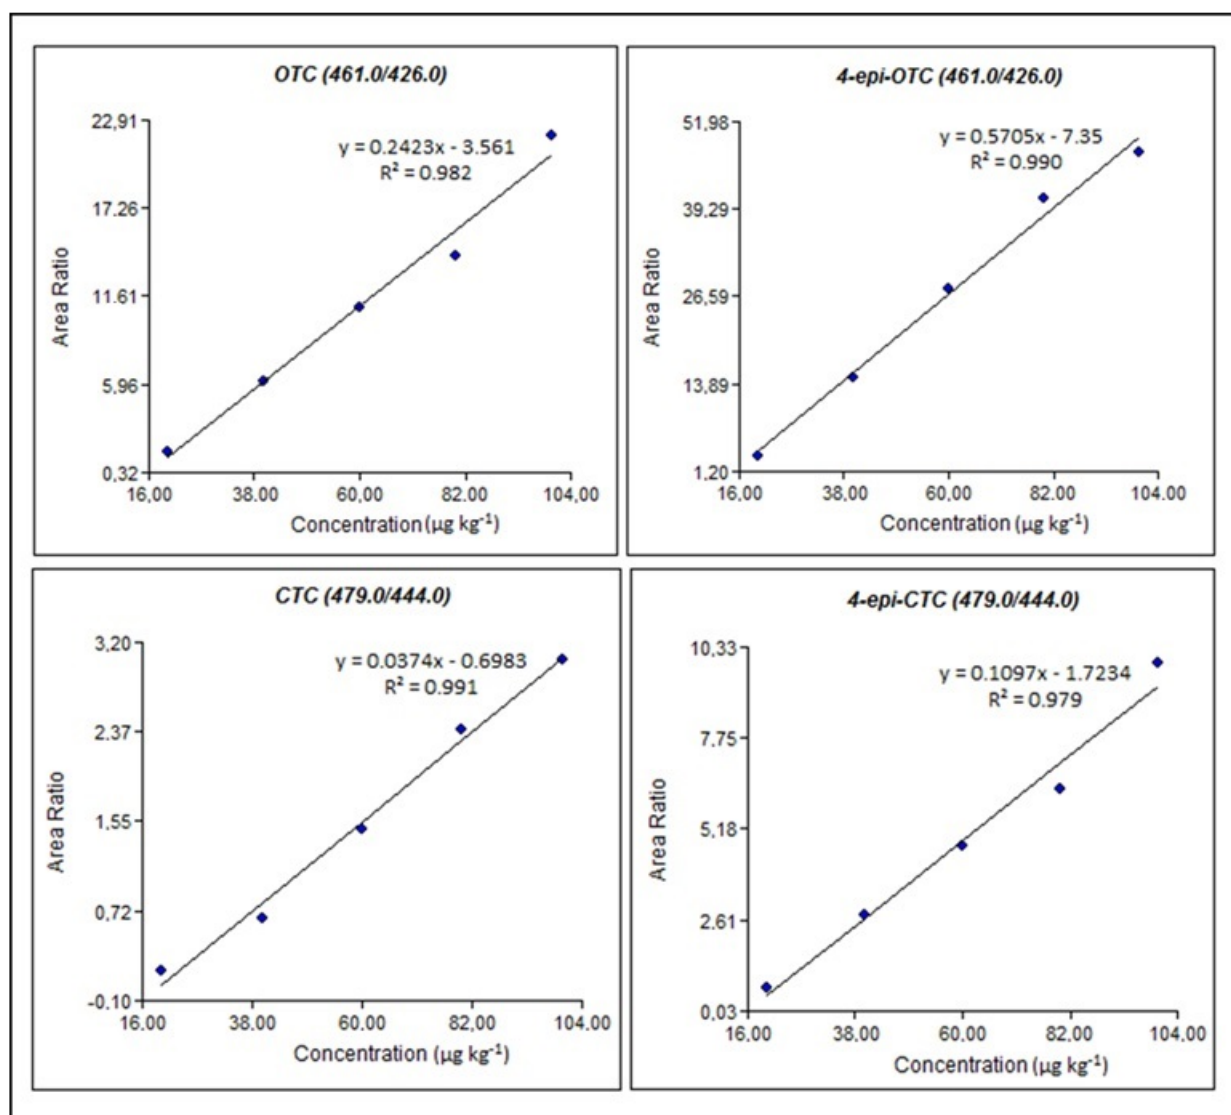 OTC (461.0/426.0)
22,91
y = 0.2423x - 3.561
R² = 0.982
17,26
11,61
5,96
0,32
16,00 38,00 60,00 82,00 104,00
Area Ratio
Concentration (µg kg⁻¹)
4-epi-OTC (461.0/426.0)
51,98
y = 0.5705x - 7.35
R² = 0.990
39,29
26,59
13,89
1,20
16,00 38,00 60,00 82,00 104,00
Area Ratio
Concentration (µg kg⁻¹)
CTC (479.0/444.0)
3,20
y = 0.0374x - 0.6983
R² = 0.991
2,37
1,55
0,72
-0.10
16,00 38,00 60,00 82,00 104,00
Area Ratio
Concentration (µg kg⁻¹)
4-epi-CTC (479.0/444.0)
10,33
y = 0.1097x - 1.7234
R² = 0.979
7,75
5,18
2,61
0,03
16,00 38,00 60,00 82,00 104,00
Area Ratio
Concentration (µg kg⁻¹)